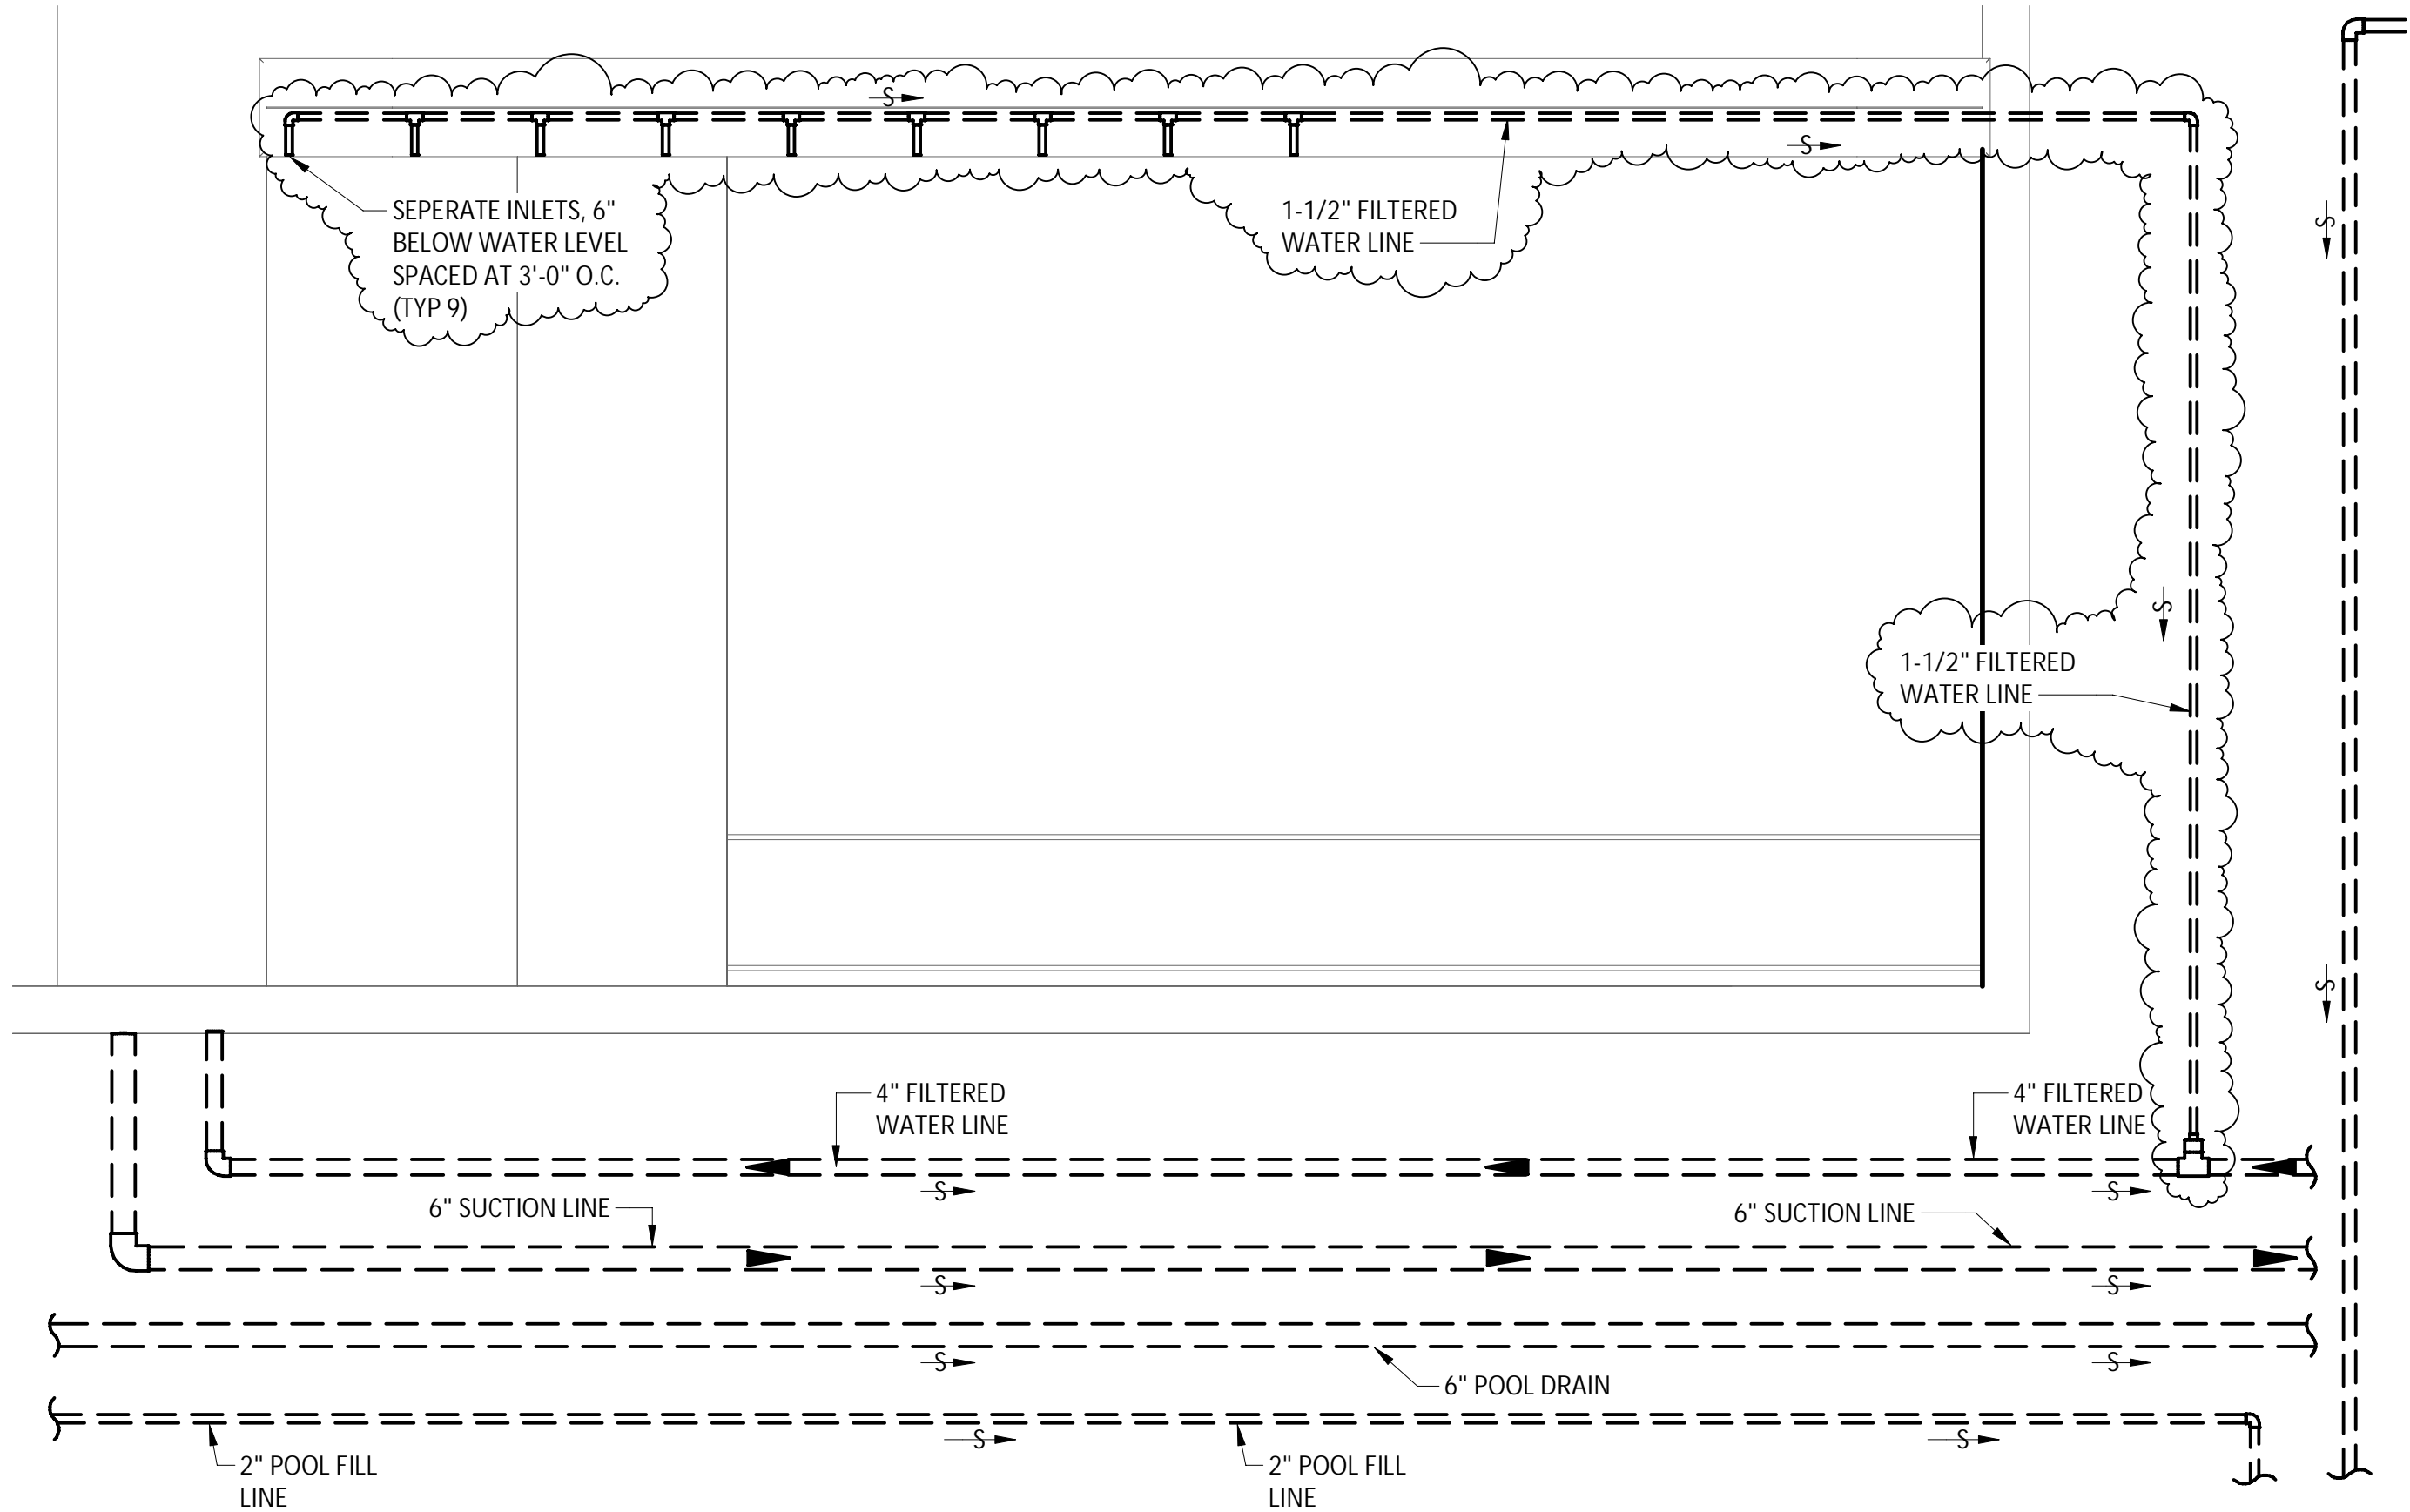 S
S
SEPERATE INLETS, 6"
BELOW WATER LEVEL
SPACED AT 3'-0" O.C.
(TYP 9)
1-1/2" FILTERED
WATER LINE
S
S
1-1/2" FILTERED
WATER LINE
S
4" FILTERED
WATER LINE
4" FILTERED
WATER LINE
S
S
6" SUCTION LINE
6" SUCTION LINE
S
S
S
S
6" POOL DRAIN
S
S
2" POOL FILL
LINE
2" POOL FILL
LINE